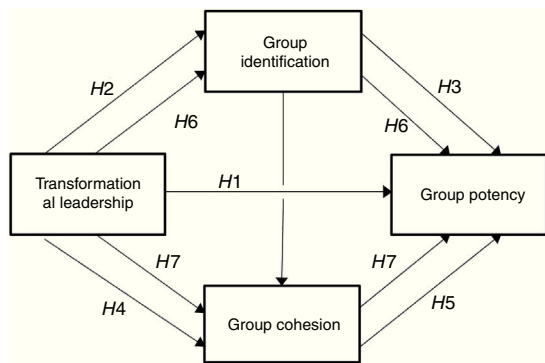 Group
identification
H2
H3
H6
H6
Transformation
al leadership
H1
Group potency
H7
H7
H4
H5
Group cohesion